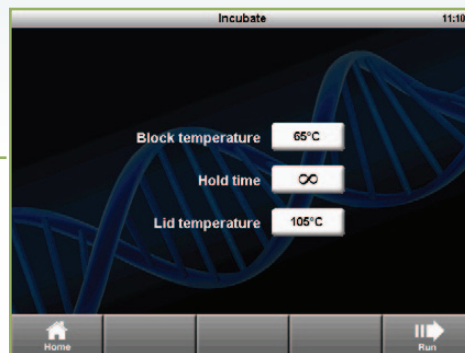 Incubate 11:10
Block temperature 65°C
Hold time ∞
Lid temperature 105°C
Home Run